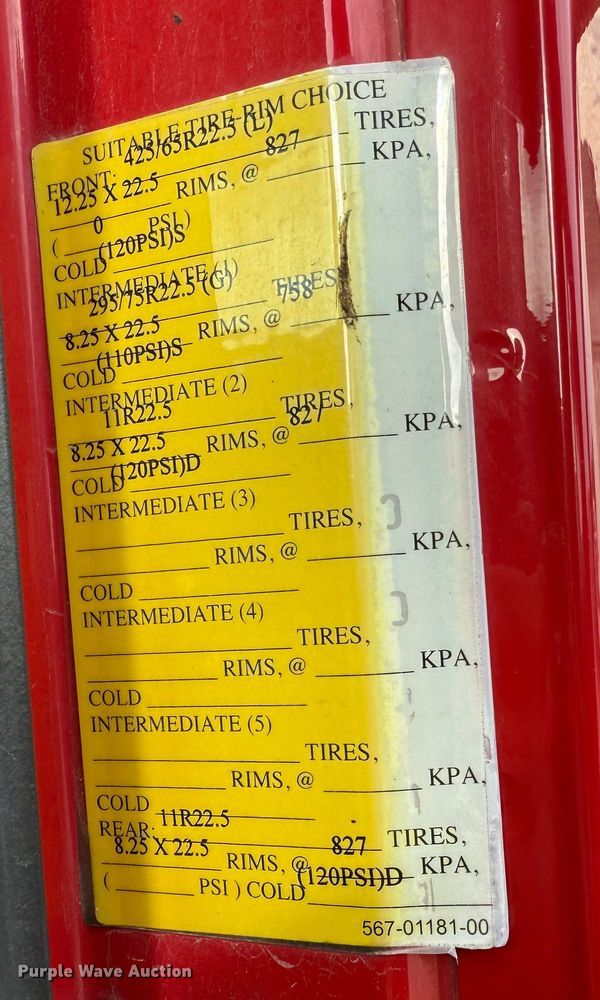 SUITABLE TIRE-RIM CHOICE
425/65R22.5 (L)
FRONT: TIRES,
12.25 X 22.5 RIMS, @ 827 KPA,
( 0 PSI )
(120PSI)S
COLD
INTERMEDIATE (1)
295/75R22.5 (G) TIRES
8.25 X 22.5 RIMS, @ 758 KPA,
(110PSI)S
COLD
INTERMEDIATE (2)
11R22.5 TIRES,
8.25 X 22.5 RIMS, @ 827 KPA,
(120PSI)D
COLD
INTERMEDIATE (3)
TIRES,
RIMS, @ KPA,
COLD
INTERMEDIATE (4)
TIRES,
RIMS, @ KPA,
COLD
INTERMEDIATE (5)
TIRES,
RIMS, @ KPA,
COLD
11R22.5
REAR: TIRES,
8.25 X 22.5 RIMS, @ 827 KPA,
( PSI ) COLD (120PSI)D
567-01181-00
Purple Wave Auction